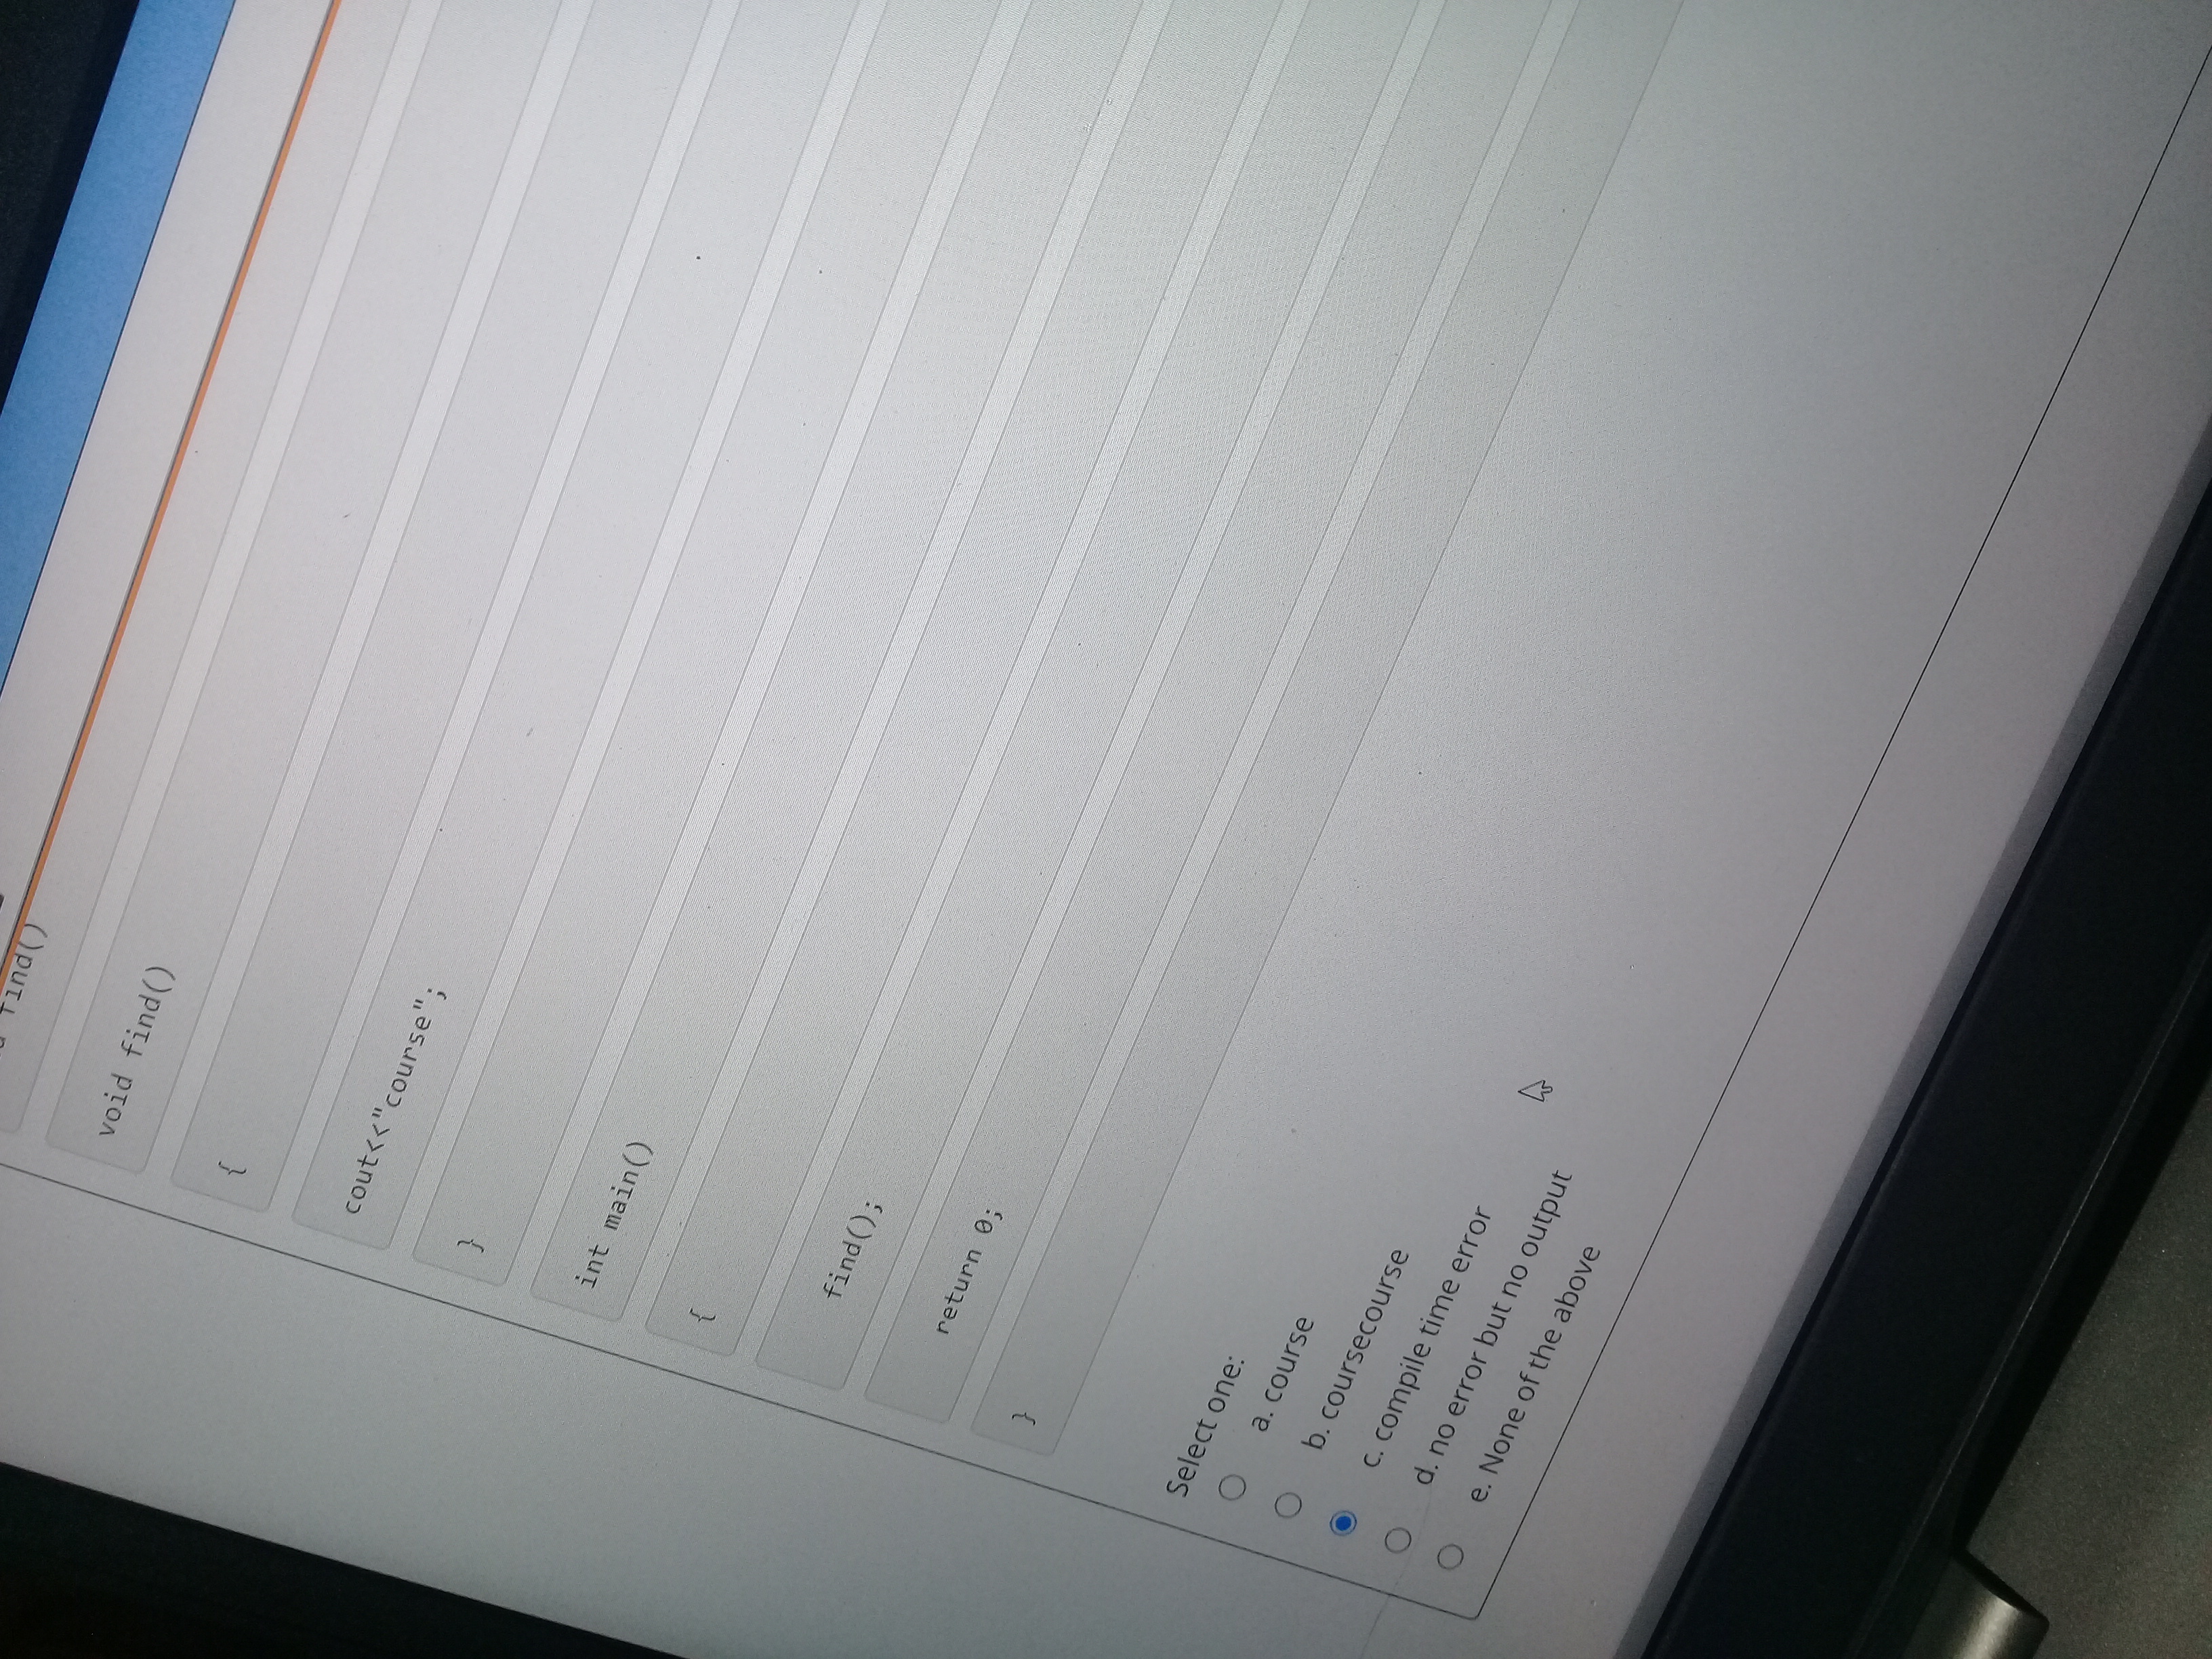 find()
void find()
{
cout<<"course";
}
int main()
{
find();
return 0;
}
Select one:
a. course
b. coursecourse
c. compile time error
d. no error but no output
e. None of the above